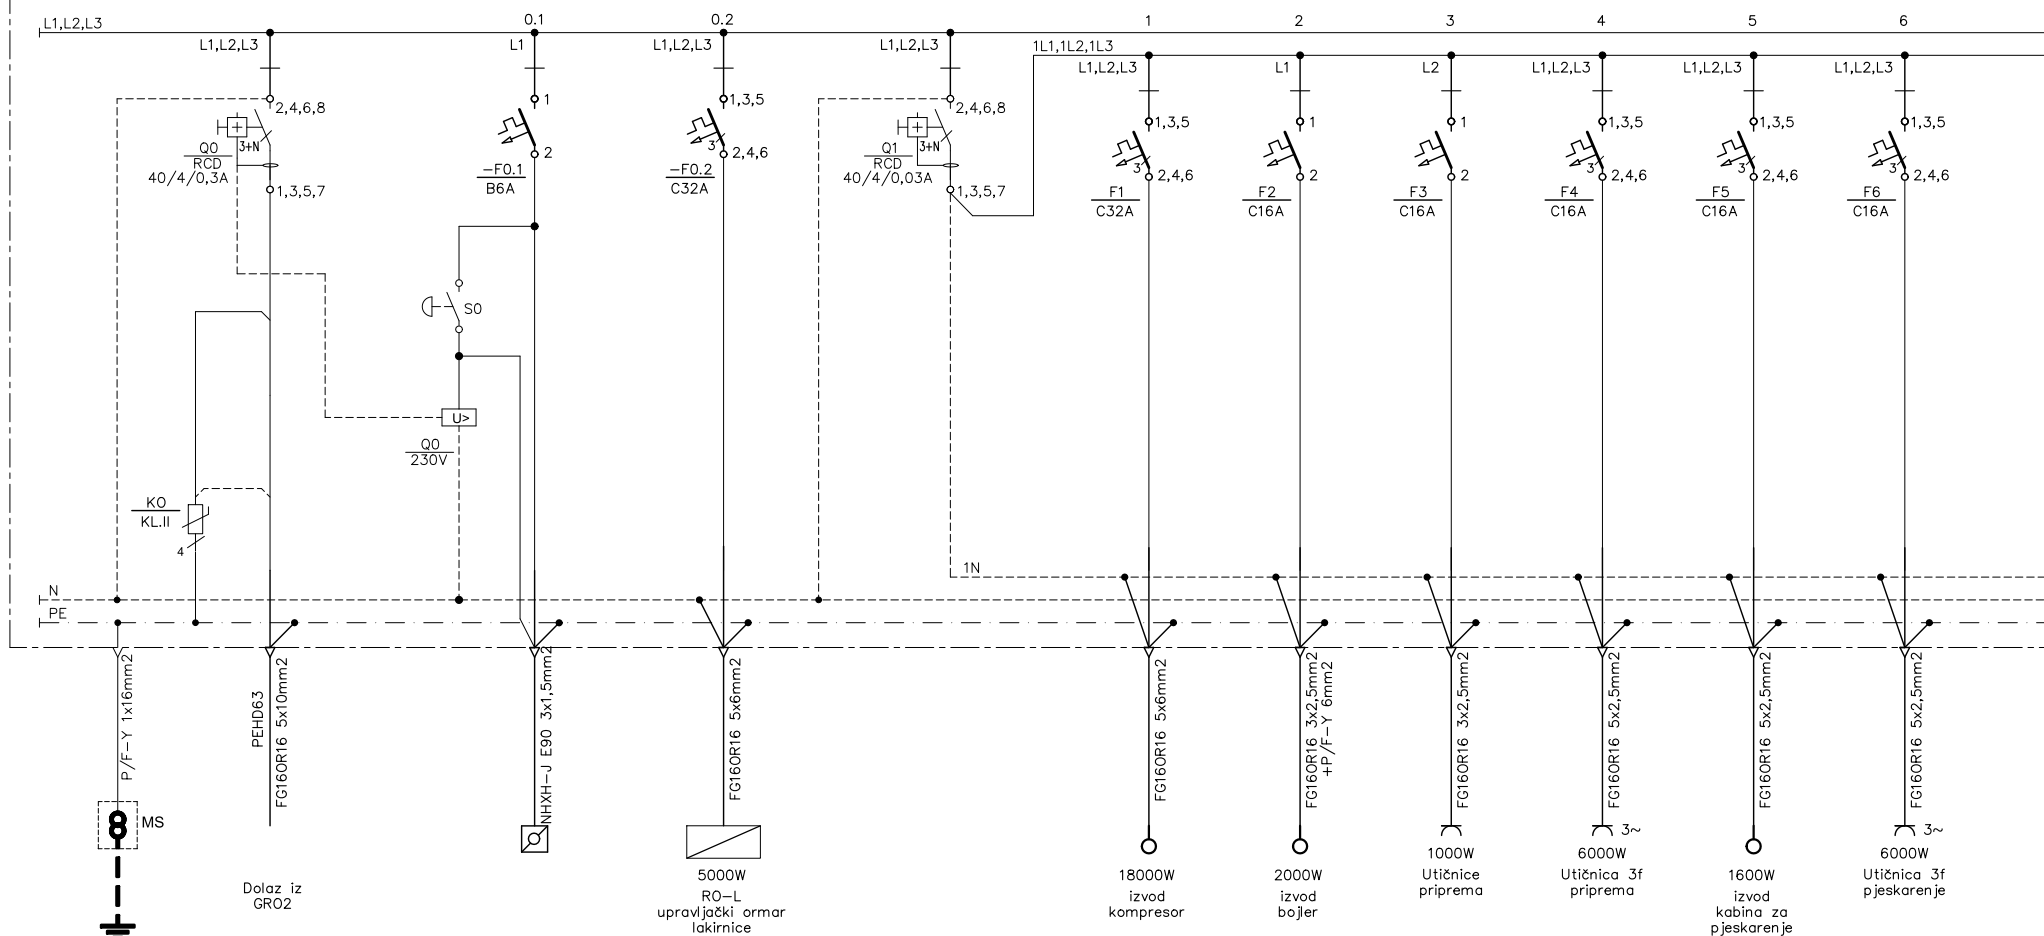 0.1
0.2
1
2
3
4
5
6
L1,L2,L3
L1,L2,L3
L1
L1,L2,L3
L1,L2,L3
1L1,1L2,1L3
L1,L2,L3
L1
L2
L1,L2,L3
L1,L2,L3
L1,L2,L3
2,4,6,8
3+N
Q0
RCD
40/4/0,3A
1,3,5,7
1
2
-F0.1
B6A
1,3,5
3
2,4,6
-F0.2
C32A
2,4,6,8
3+N
Q1
RCD
40/4/0,03A
1,3,5,7
1,3,5
3
2,4,6
F1
C32A
1
2
F2
C16A
1
2
F3
C16A
1,3,5
3
2,4,6
F4
C16A
1,3,5
3
2,4,6
F5
C16A
1,3,5
3
2,4,6
F6
C16A
S0
U>
Q0
230V
K0
KL.II
4
N
1N
PE
P/F-Y 1x16mm2
PEHD63
FG16OR16 5x10mm2
NHXH-J E90 3x1,5mm2
FG16OR16 5x6mm2
FG16OR16 5x6mm2
FG16OR16 3x2,5mm2
+P/F-Y 6mm2
FG16OR16 3x2,5mm2
FG16OR16 5x2,5mm2
FG16OR16 5x2,5mm2
FG16OR16 5x2,5mm2
MS
Dolaz iz
GRO2
5000W
RO-L
upravljački ormar
lakirnice
18000W
izvod
kompresor
2000W
izvod
bojler
1000W
Utičnice
priprema
3~
6000W
Utičnica 3f
priprema
1600W
izvod
kabina za
pjeskarenje
3~
6000W
Utičnica 3f
pjeskarenje